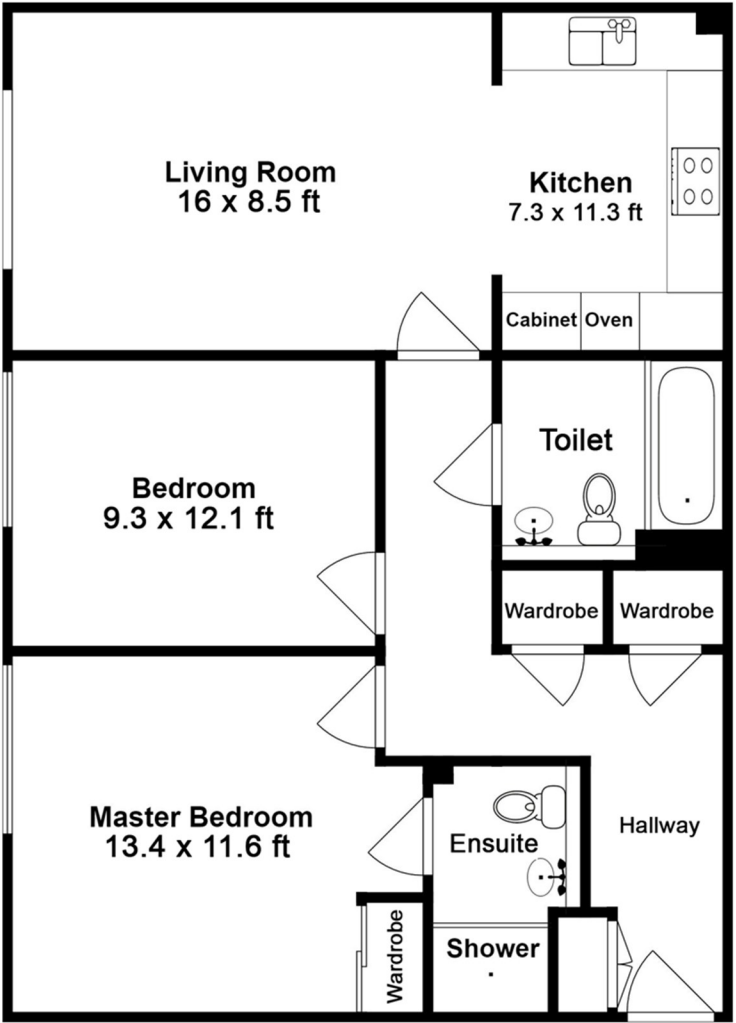 Living Room
16 x 8.5 ft
Kitchen
7.3 x 11.3 ft
Cabinet
Oven
Toilet
Bedroom
9.3 x 12.1 ft
Wardrobe
Wardrobe
Master Bedroom
13.4 x 11.6 ft
Ensuite
Hallway
Wardrobe
Shower